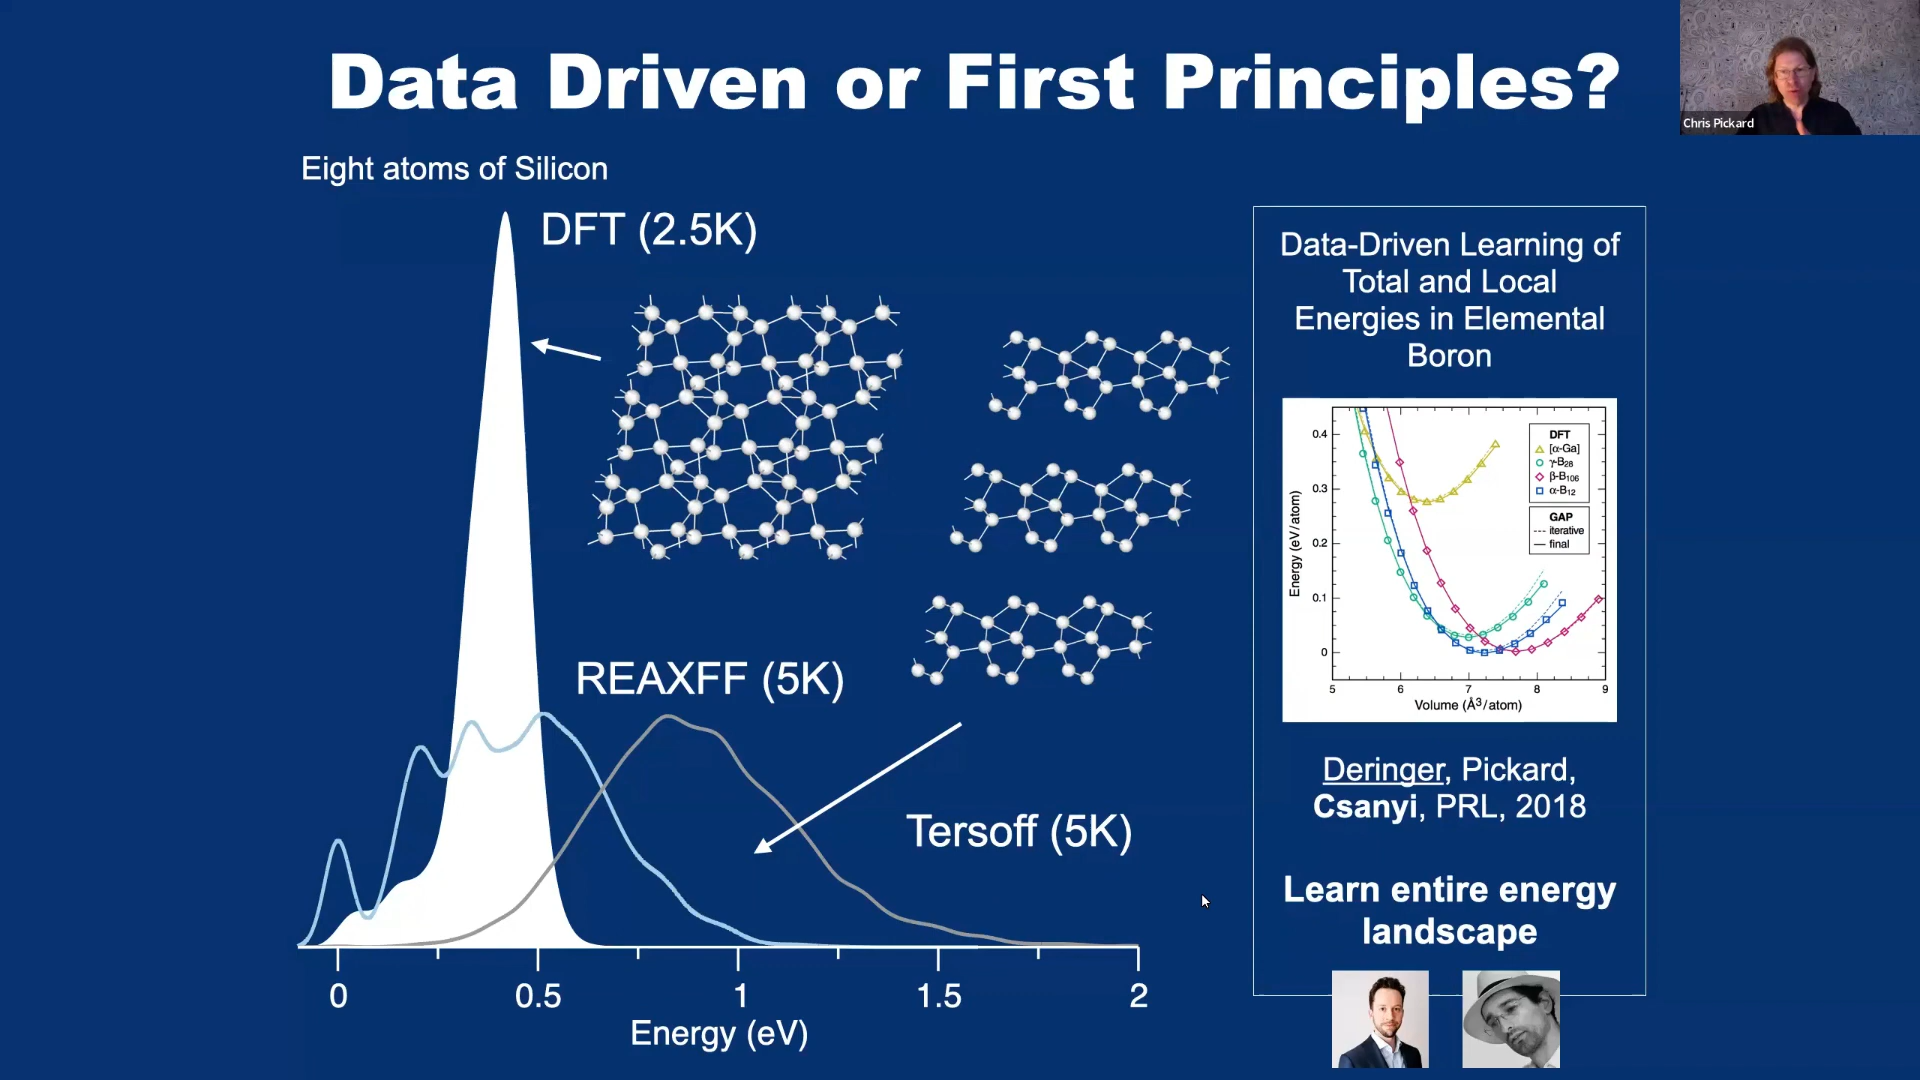 Data Driven or First Principles?
Chris Pickard
Eight atoms of Silicon
DFT (2.5K)
REAXFF (5K)
Tersoff (5K)
0
0.5
1
1.5
2
Energy (eV)
Data-Driven Learning of
Total and Local
Energies in Elemental
Boron
0.4
0.3
0.2
0.1
0
Energy (eV/atom)
DFT
[α-Ga]
γ-B₂₈
β-B₁₀₆
α-B₁₂
GAP
iterative
final
5
6
7
8
9
Volume (Å³/atom)
Deringer, Pickard,
Csanyi, PRL, 2018
Learn entire energy
landscape